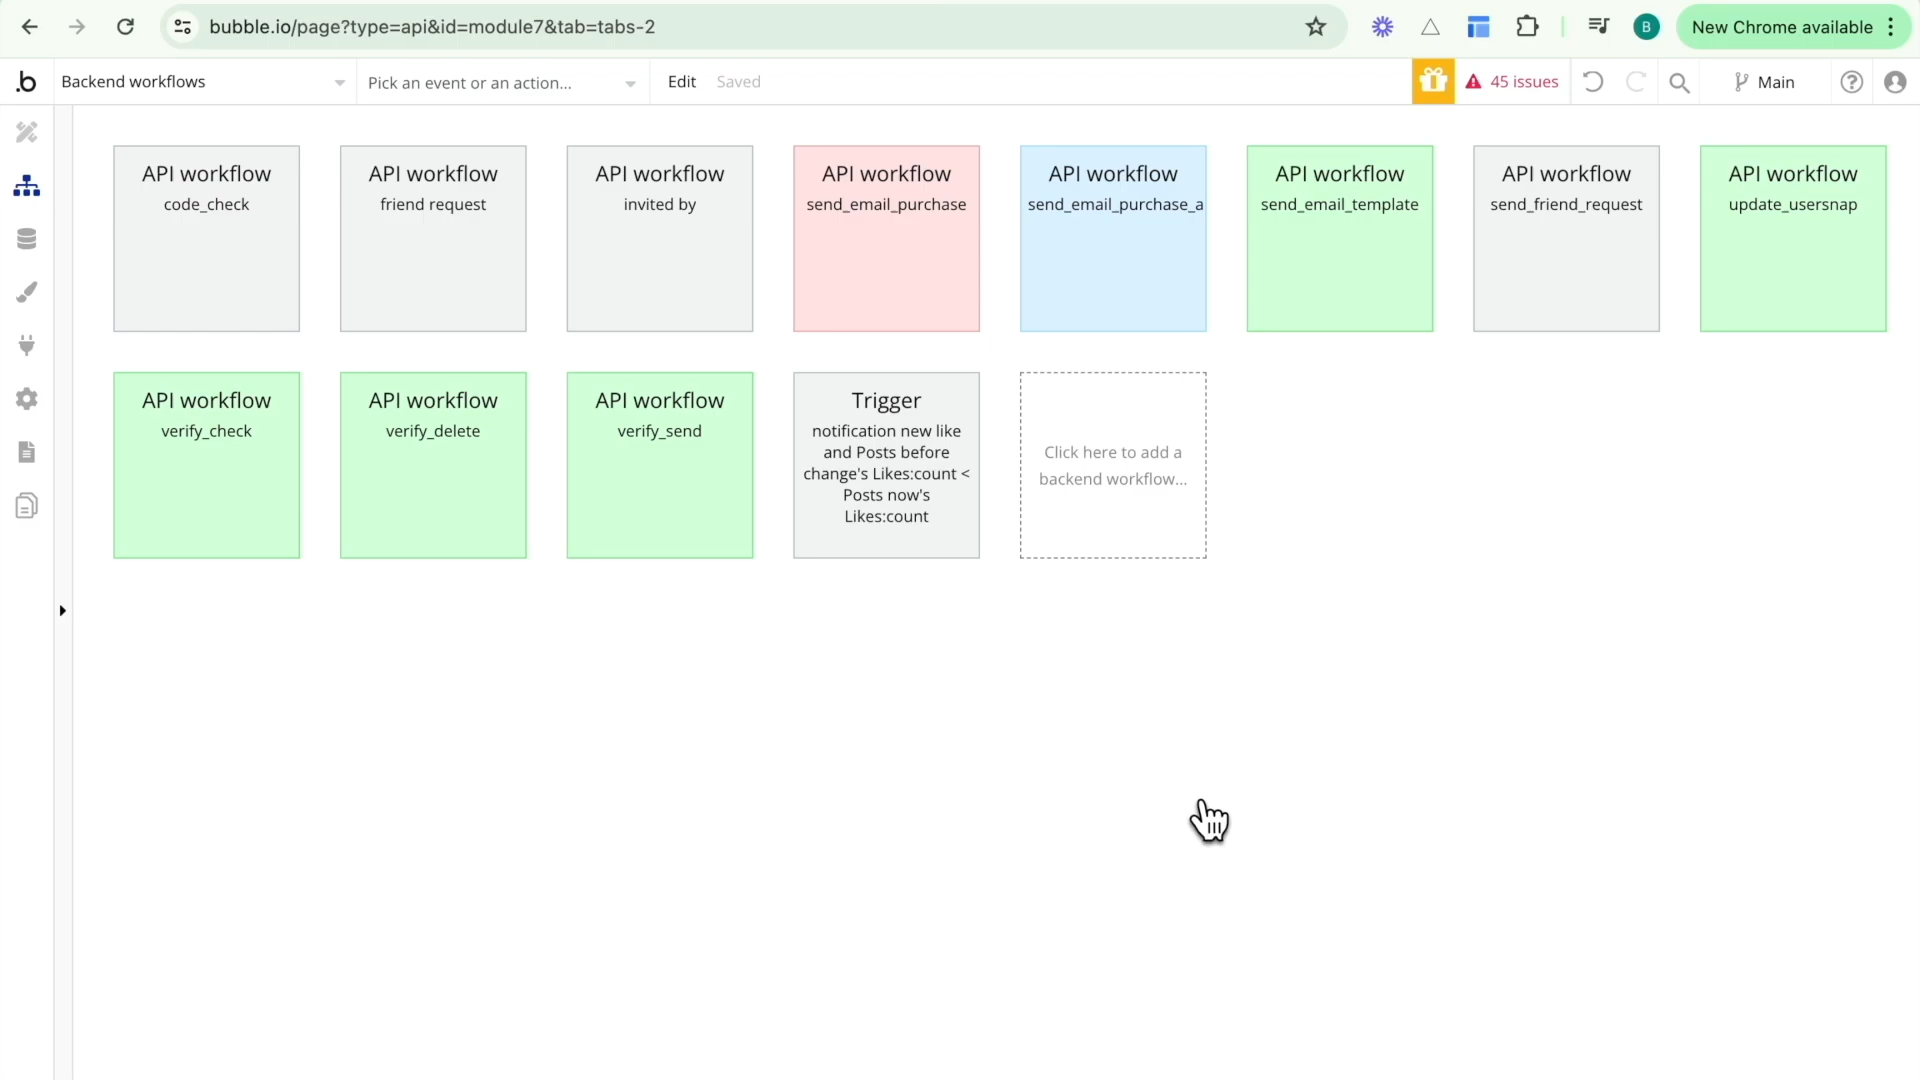 bubble.io/page?type=api&id=module7&tab=tabs-2
B
New Chrome available
b
Backend workflows
Pick an event or an action...
Edit
Saved
45 issues
Main
API workflow
code_check
API workflow
friend request
API workflow
invited by
API workflow
send_email_purchase
API workflow
send_email_purchase_a
API workflow
send_email_template
API workflow
send_friend_request
API workflow
update_usersnap
API workflow
verify_check
API workflow
verify_delete
API workflow
verify_send
Trigger
notification new like
and Posts before
change's Likes:count <
Posts now's
Likes:count
Click here to add a
backend workflow...